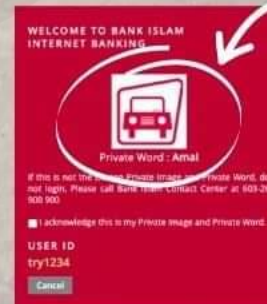 WELCOME TO BANK ISLAM
INTERNET BANKING
Private Word : Amal
If this is not the Private Image and Private Word, do
not login, Please call Bank Islam Contact Center at 603-26
900 900
I acknowledge this is my Private Image and Private Word.
USER ID
try1234
Cancel